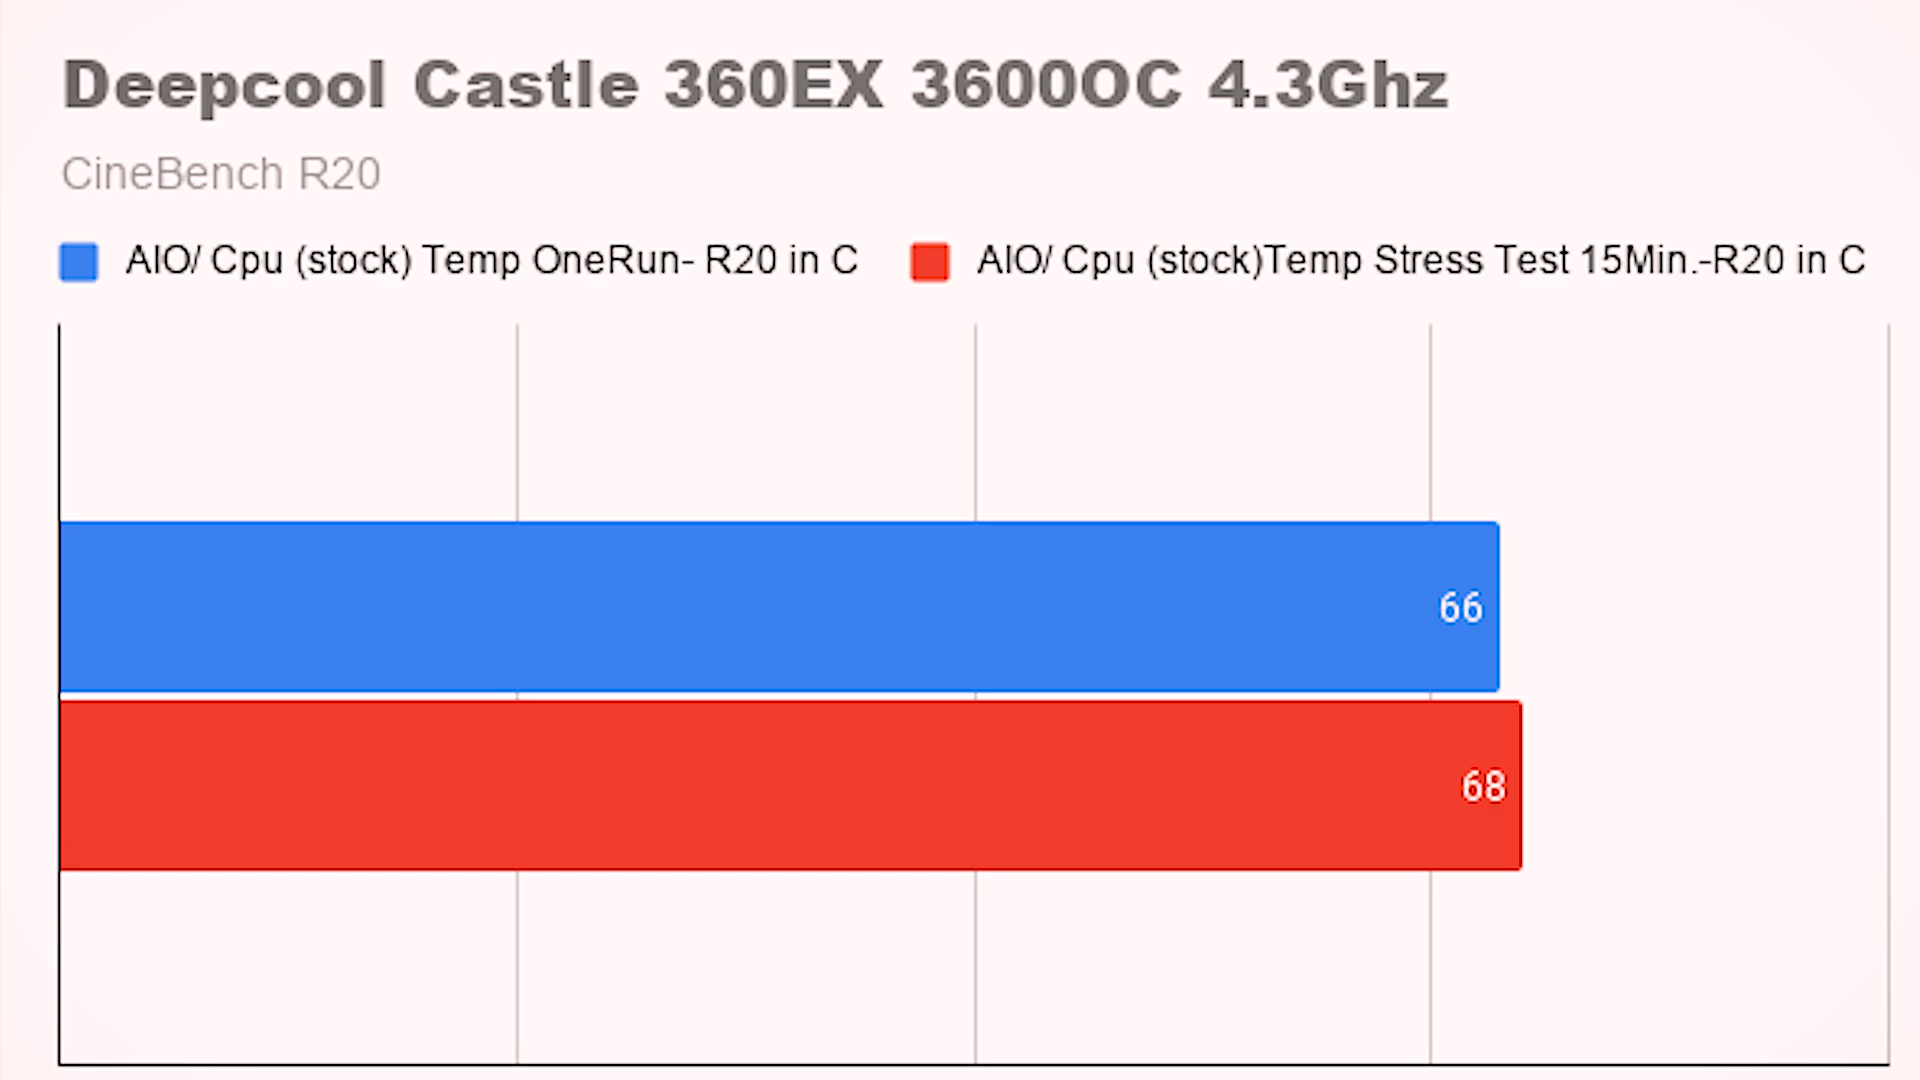 Deepcool Castle 360EX 3600OC 4.3Ghz
CineBench R20
AIO/ Cpu (stock) Temp OneRun- R20 in C AIO/ Cpu (stock)Temp Stress Test 15Min.-R20 in C
66
68